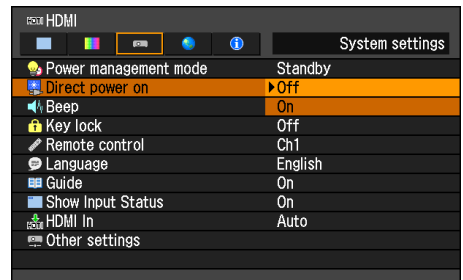 HDMI
System settings
Power management mode Standby
Direct power on Off
Beep On
Key lock Off
Remote control Ch1
Language English
Guide On
Show Input Status On
HDMI In Auto
Other settings